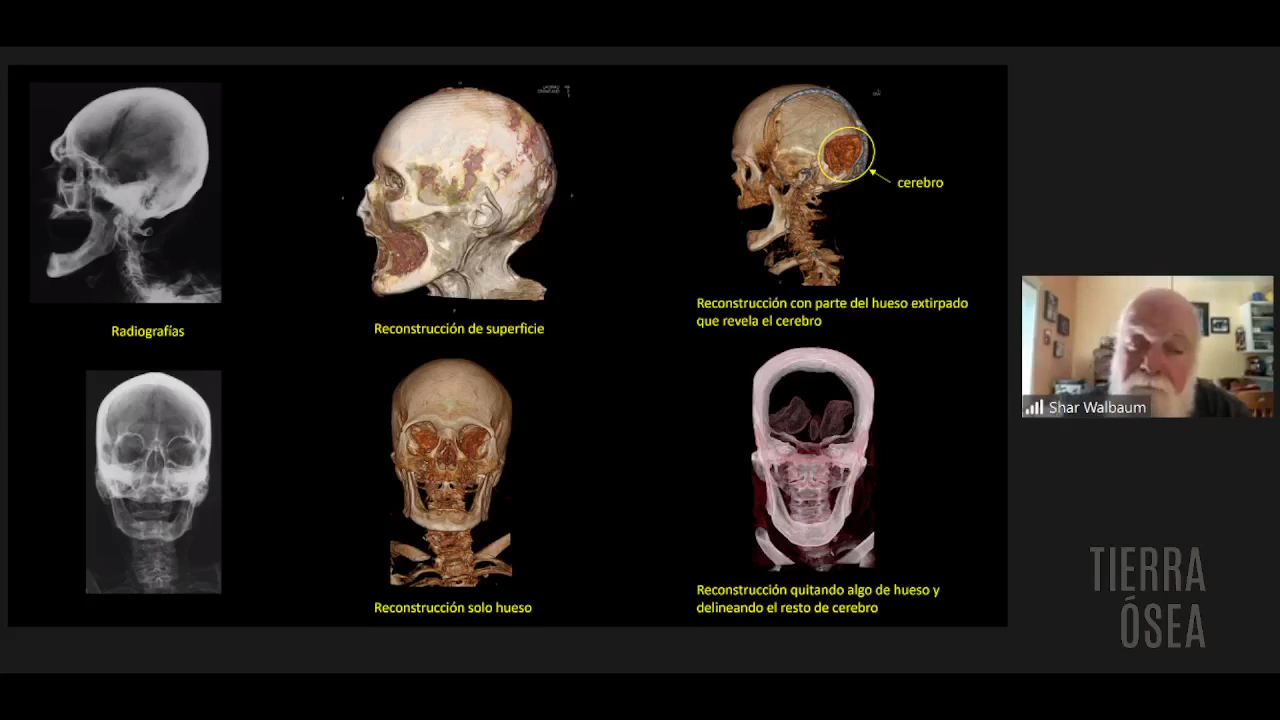 cerebro
Radiografías
Reconstrucción de superficie
Reconstrucción con parte del hueso extirpado
que revela el cerebro
Shar Walbaum
Reconstrucción solo hueso
Reconstrucción quitando algo de hueso y
delineando el resto de cerebro
TIERRA
ÓSEA